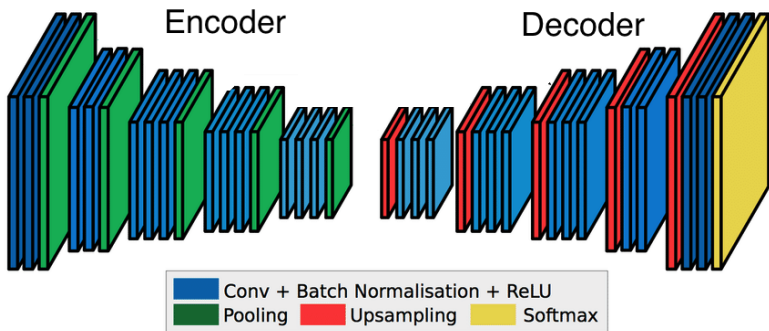 Encoder
Decoder
Conv + Batch Normalisation + ReLU
Pooling
Upsampling
Softmax